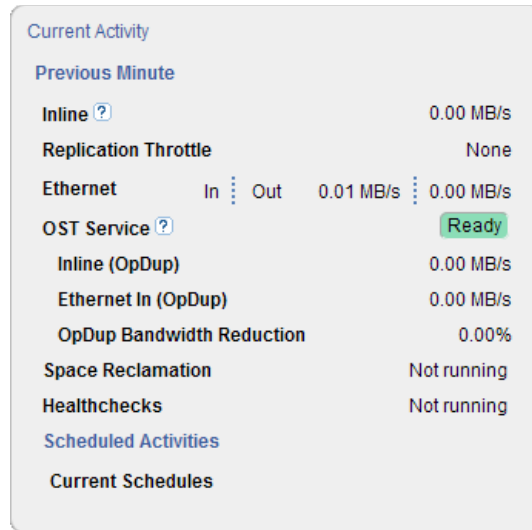 Current Activity
Previous Minute
Inline ? 0.00 MB/s
Replication Throttle None
Ethernet In Out 0.01 MB/s 0.00 MB/s
OST Service ? Ready
Inline (OpDup) 0.00 MB/s
Ethernet In (OpDup) 0.00 MB/s
OpDup Bandwidth Reduction 0.00%
Space Reclamation Not running
Healthchecks Not running
Scheduled Activities
Current Schedules